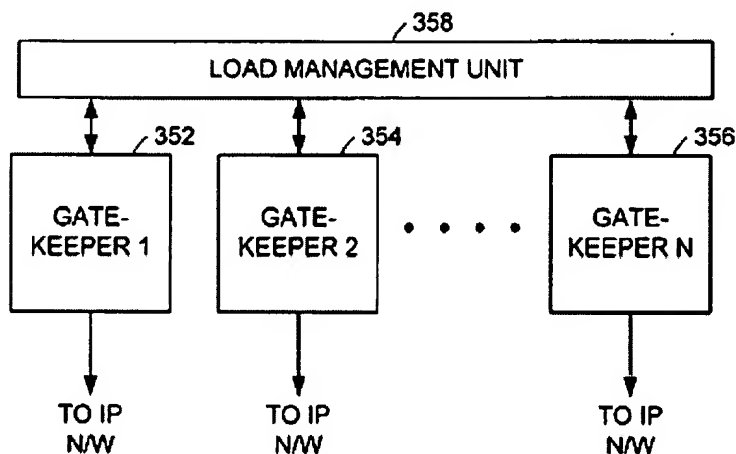 358
LOAD MANAGEMENT UNIT
352
354
356
GATE-
KEEPER 1
GATE-
KEEPER 2
GATE-
KEEPER N
TO IP
N/W
TO IP
N/W
TO IP
N/W